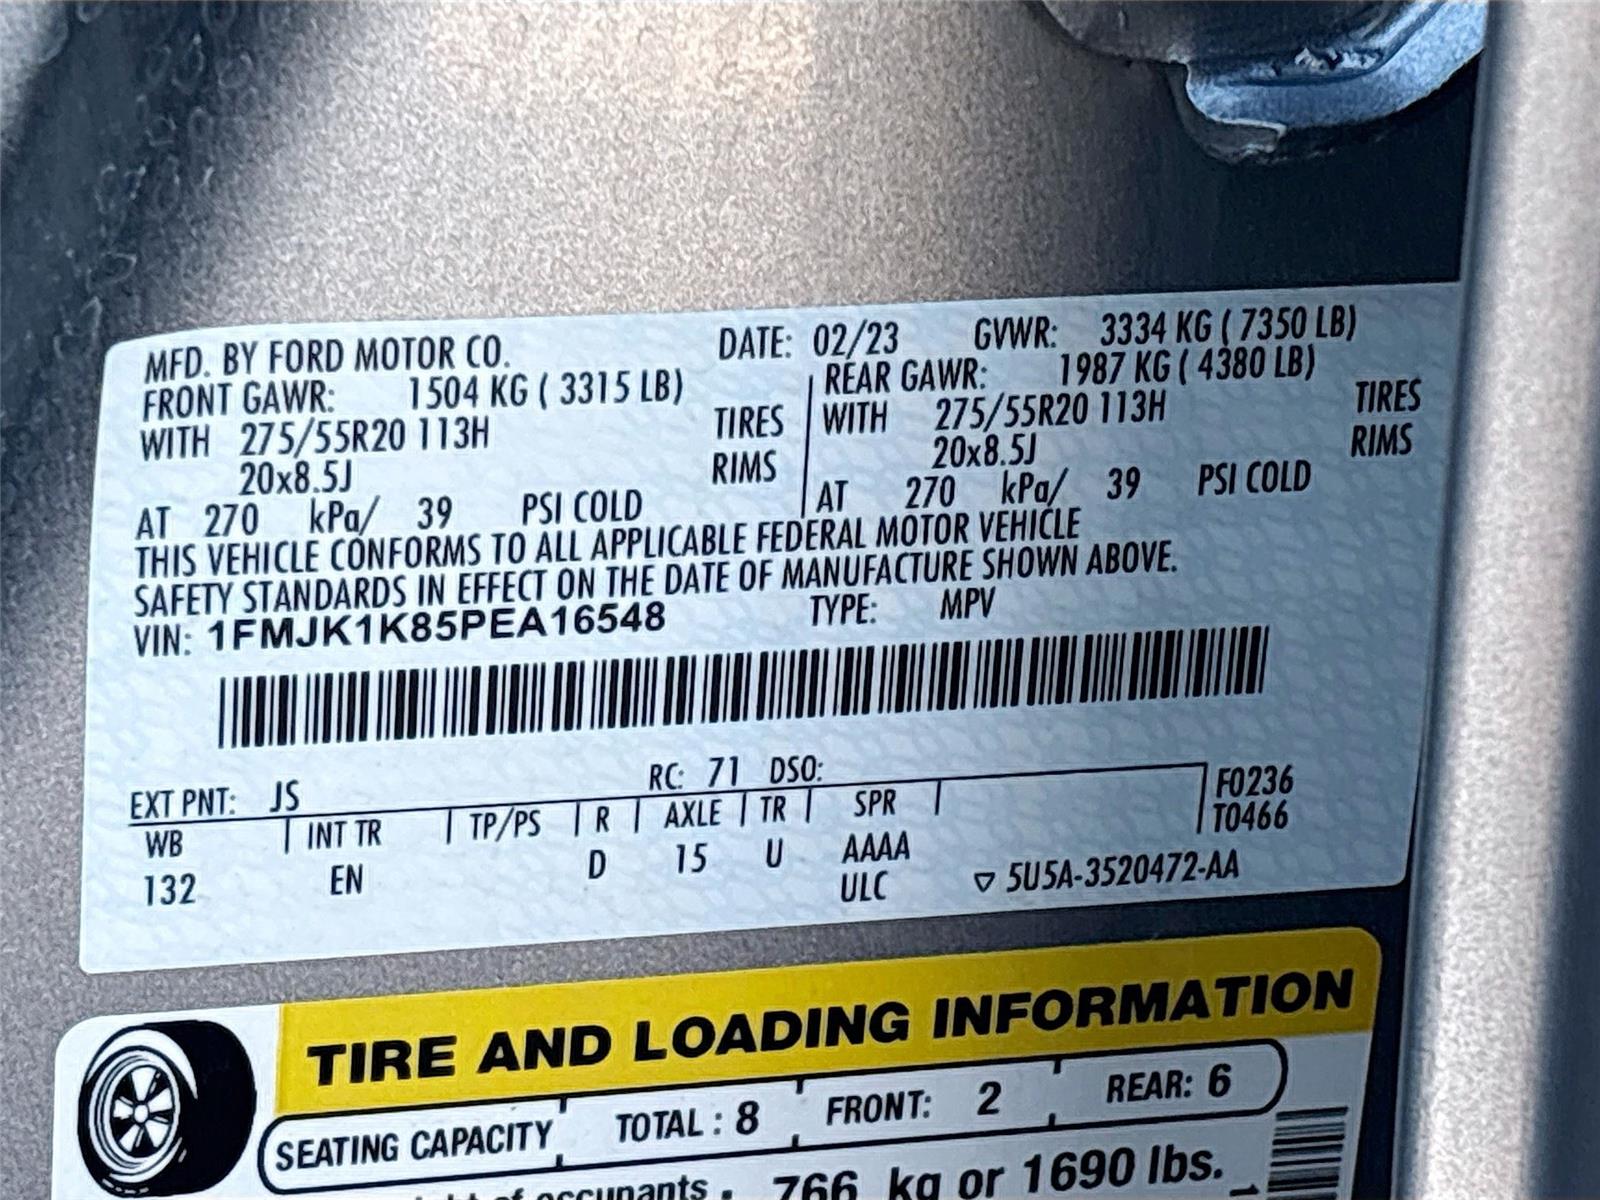 MFD. BY FORD MOTOR CO. DATE: 02/23 GVWR: 3334 KG ( 7350 LB)
FRONT GAWR: 1504 KG ( 3315 LB) REAR GAWR: 1987 KG ( 4380 LB)
WITH 275/55R20 113H TIRES WITH 275/55R20 113H TIRES
20x8.5J RIMS 20x8.5J RIMS
AT 270 kPa/ 39 PSI COLD AT 270 kPa/ 39 PSI COLD
THIS VEHICLE CONFORMS TO ALL APPLICABLE FEDERAL MOTOR VEHICLE
SAFETY STANDARDS IN EFFECT ON THE DATE OF MANUFACTURE SHOWN ABOVE.
VIN: 1FMJK1K85PEA16548 TYPE: MPV
EXT PNT: JS RC: 71 DSO: F0236
WB INT TR TP/PS R AXLE TR SPR T0466
132 EN D 15 U AAAA
ULC ▽ 5U5A-3520472-AA
TIRE AND LOADING INFORMATION
SEATING CAPACITY TOTAL : 8 FRONT: 2 REAR: 6
of occupants 766 kg or 1690 lbs.